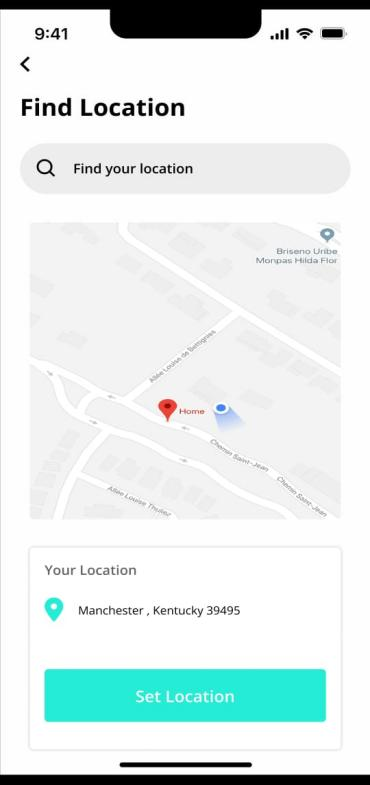 9:41
Find Location
Find your location
Briseno Uribe
Monpas Hilda Flor
Allée Louise de Bettignies
Home
Chemin Saint-Jean
Chemin Saint-Jean
Allée Louise Thuliez
Your Location
Manchester , Kentucky 39495
Set Location